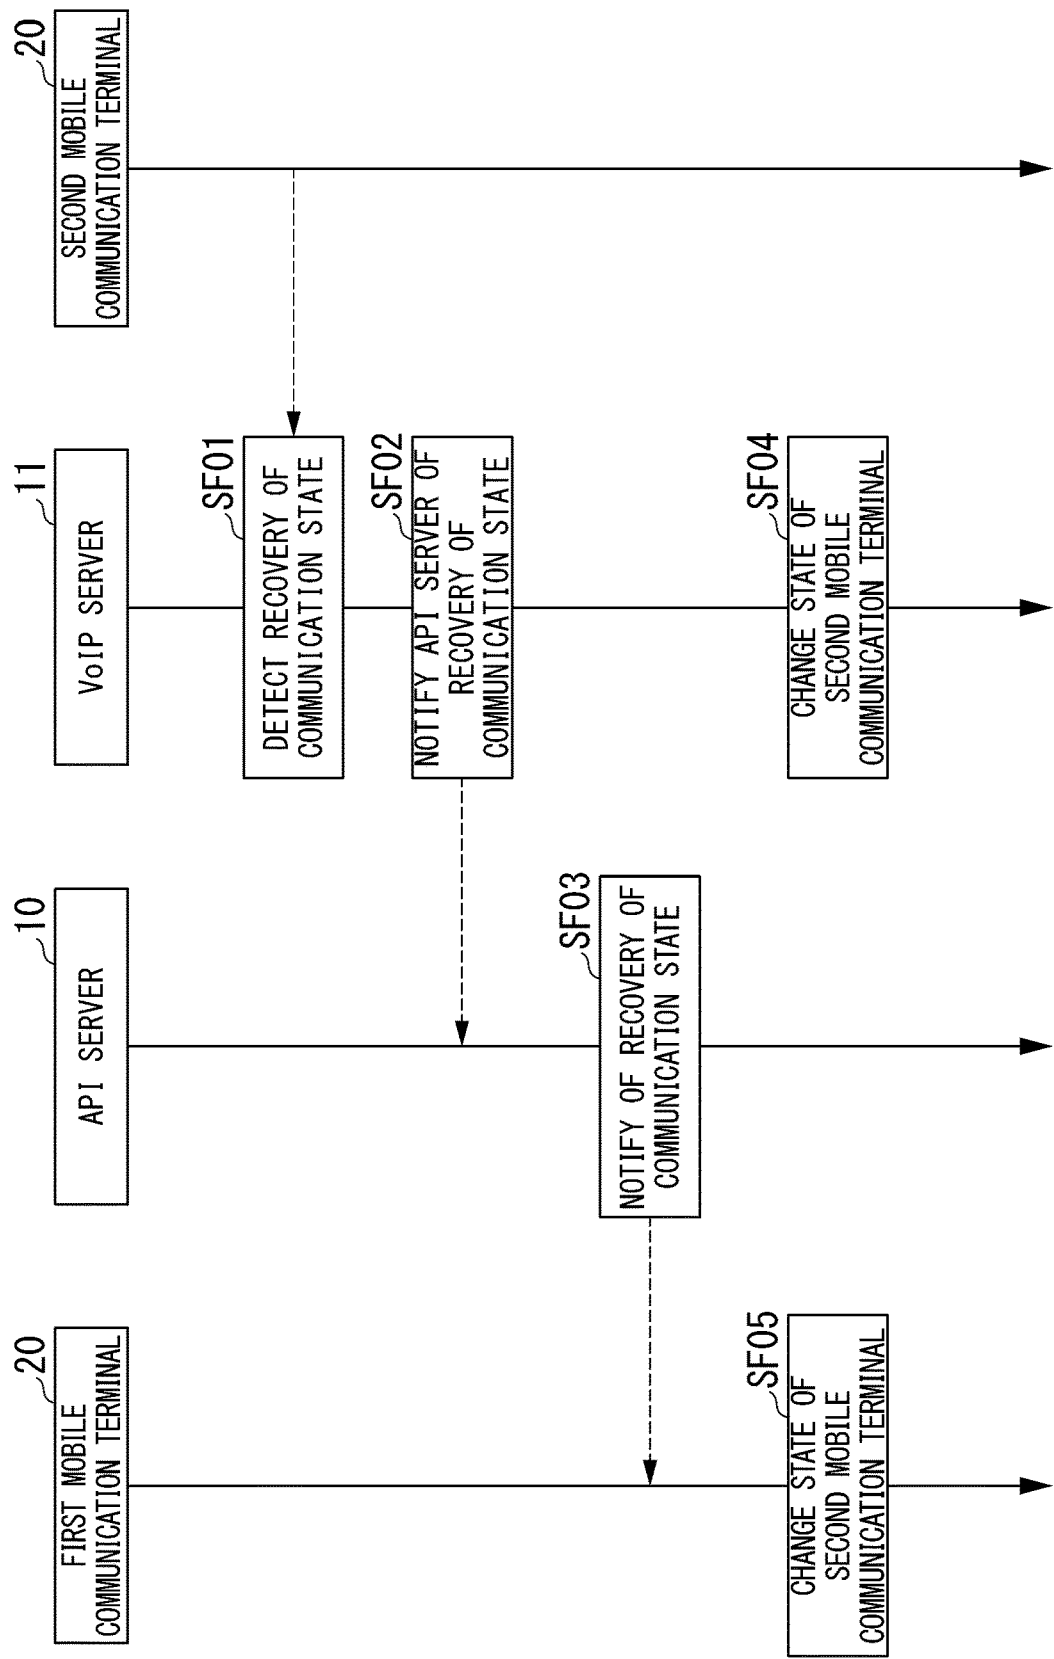 20
FIRST MOBILE
COMMUNICATION TERMINAL
10
API SERVER
11
VoIP SERVER
20
SECOND MOBILE
COMMUNICATION TERMINAL
SF01
DETECT RECOVERY OF
COMMUNICATION STATE
SF02
NOTIFY API SERVER OF
RECOVERY OF
COMMUNICATION STATE
SF03
NOTIFY OF RECOVERY OF
COMMUNICATION STATE
SF05
CHANGE STATE OF
SECOND MOBILE
COMMUNICATION TERMINAL
SF04
CHANGE STATE OF
SECOND MOBILE
COMMUNICATION TERMINAL